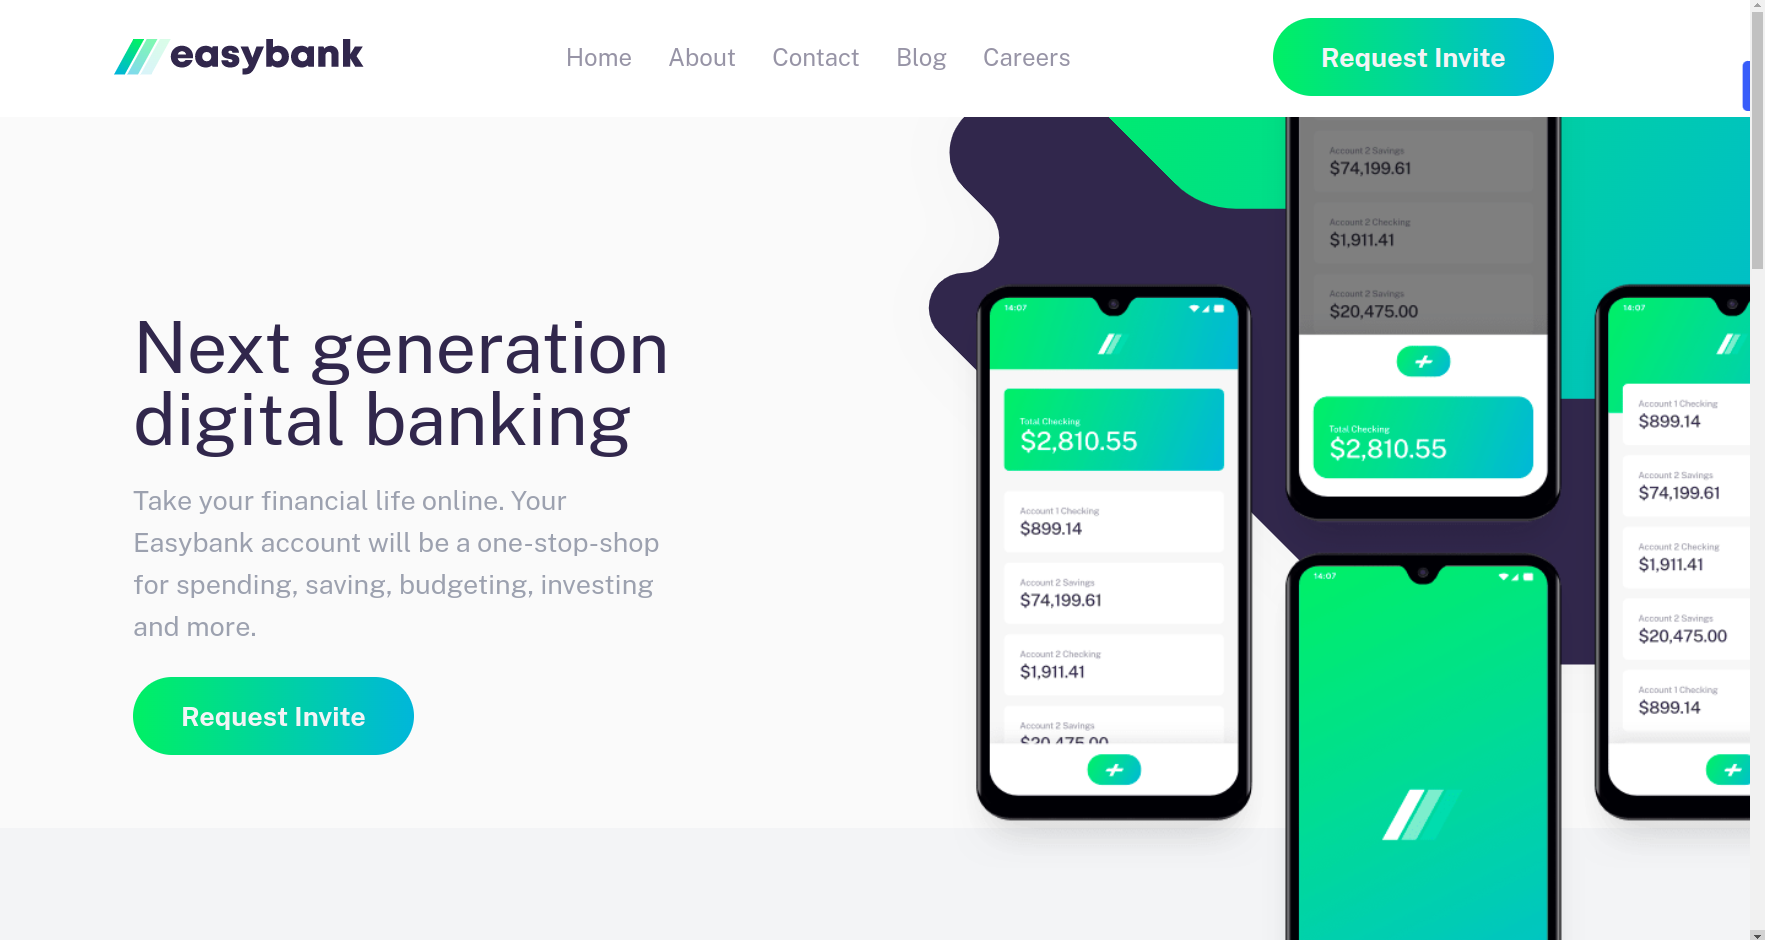 easybank
Home About Contact Blog Careers
Request Invite
Next generation
digital banking
Take your financial life online. Your
Easybank account will be a one-stop-shop
for spending, saving, budgeting, investing
and more.
Request Invite
14:07
Total Checking
$2,810.55
Account 1 Checking
$899.14
Account 2 Savings
$74,199.61
Account 2 Checking
$1,911.41
Account 2 Savings
$20,475.00
Account 2 Savings
$74,199.61
Account 2 Checking
$1,911.41
Account 2 Savings
$20,475.00
Total Checking
$2,810.55
14:07
14:07
Account 1 Checking
$899.14
Account 2 Savings
$74,199.61
Account 2 Checking
$1,911.41
Account 2 Savings
$20,475.00
Account 1 Checking
$899.14